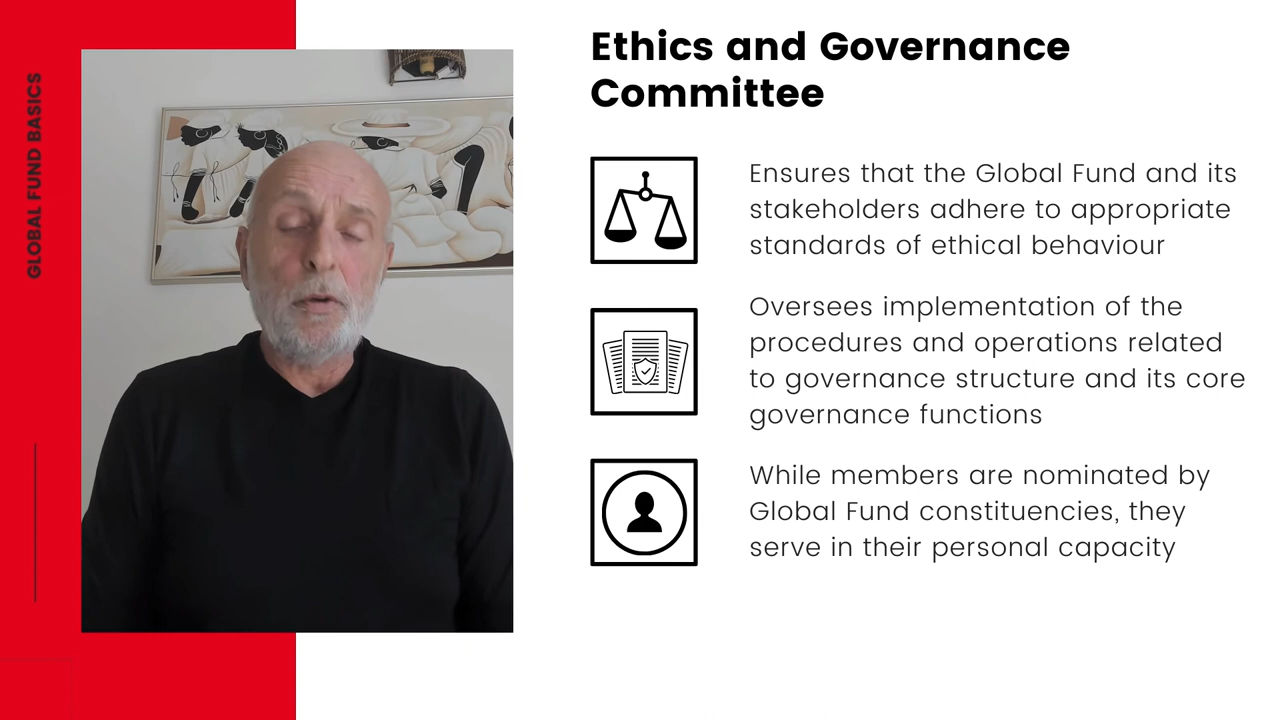 GLOBAL FUND BASICS
Ethics and Governance
Committee
Ensures that the Global Fund and its
stakeholders adhere to appropriate
standards of ethical behaviour
Oversees implementation of the
procedures and operations related
to governance structure and its core
governance functions
While members are nominated by
Global Fund constituencies, they
serve in their personal capacity